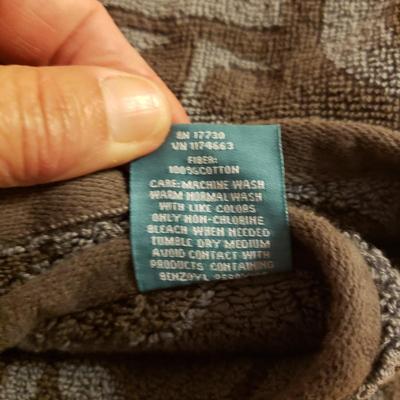 RN 17730
VN 1174663
FIBER:
100%COTTON
CARE:MACHINE WASH
WARM NORMAL WASH
WITH LIKE COLORS
ONLY NON-CHLORINE
BLEACH WHEN NEEDED
TUMBLE DRY MEDIUM
AVOID CONTACT WITH
PRODUCTS CONTAINING
BENZOYL